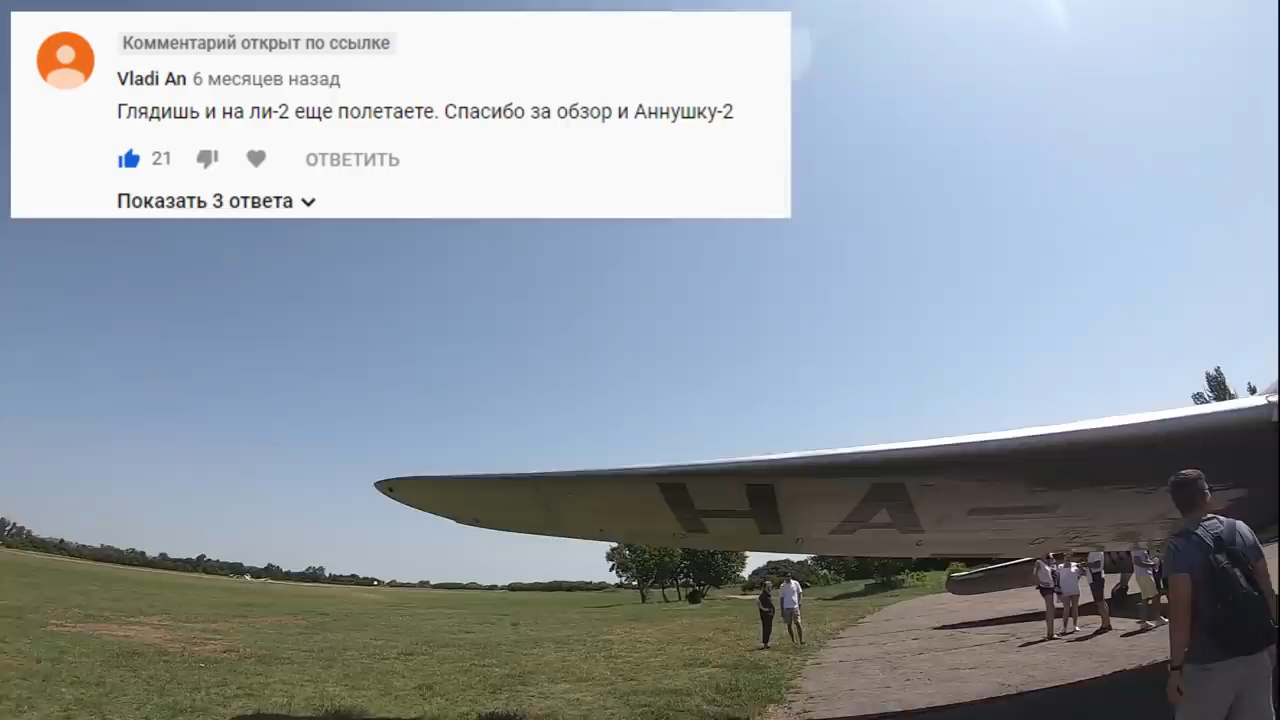 Комментарий открыт по ссылке
Vladi An 6 месяцев назад
Глядишь и на ли-2 еще полетаете. Спасибо за обзор и Аннушку-2
21 ОТВЕТИТЬ
Показать 3 ответа
HA-